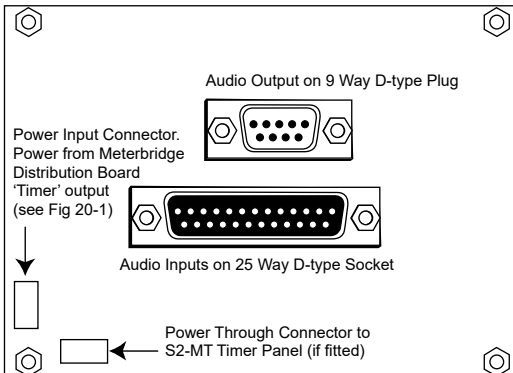 Audio Output on 9 Way D-type Plug
Power Input Connector.
Power from Meterbridge
Distribution Board
‘Timer’ output
(see Fig 20-1)
Audio Inputs on 25 Way D-type Socket
Power Through Connector to
S2-MT Timer Panel (if fitted)